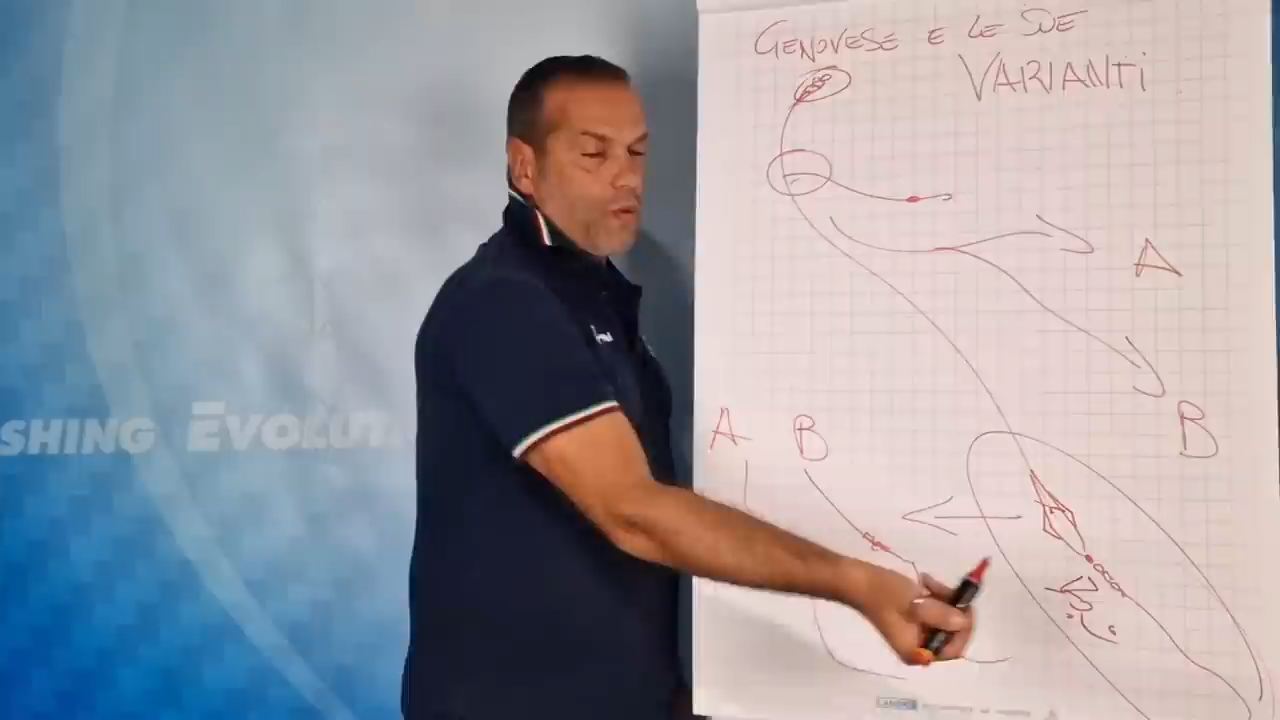 GENOVESE E LE SUE
VARIANTI
A
B
A B
SHING EVOLUT